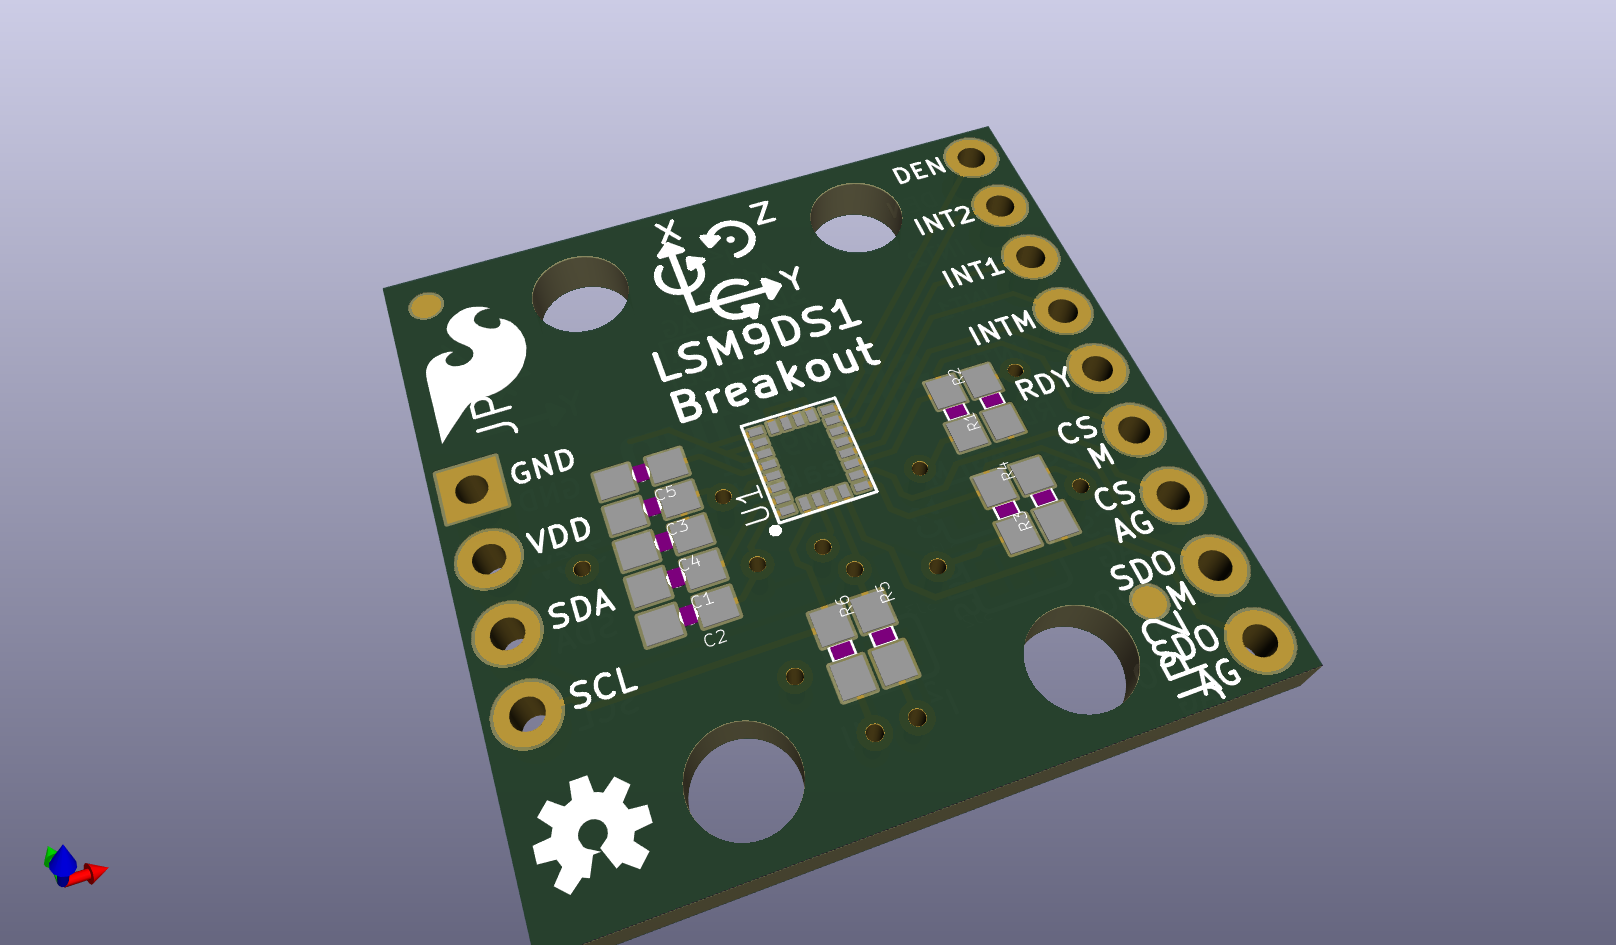 DEN
X
Z
INT2
Y
INT1
LSM9DS1
Breakout
INTM
R2
RDY
JP
R1
CS
M
GND
R4
CS
AG
C5
U1
R3
VDD
C3
SDO
M
C4
SDA
C1
R6
R5
C2
SDO
AG
SCL